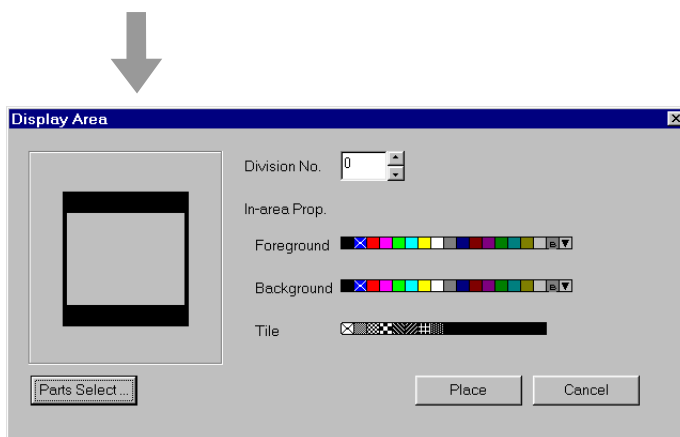 Display Area
Division No. 0
In-area Prop.
Foreground B
Background B
Tile
Parts Select ...
Place Cancel